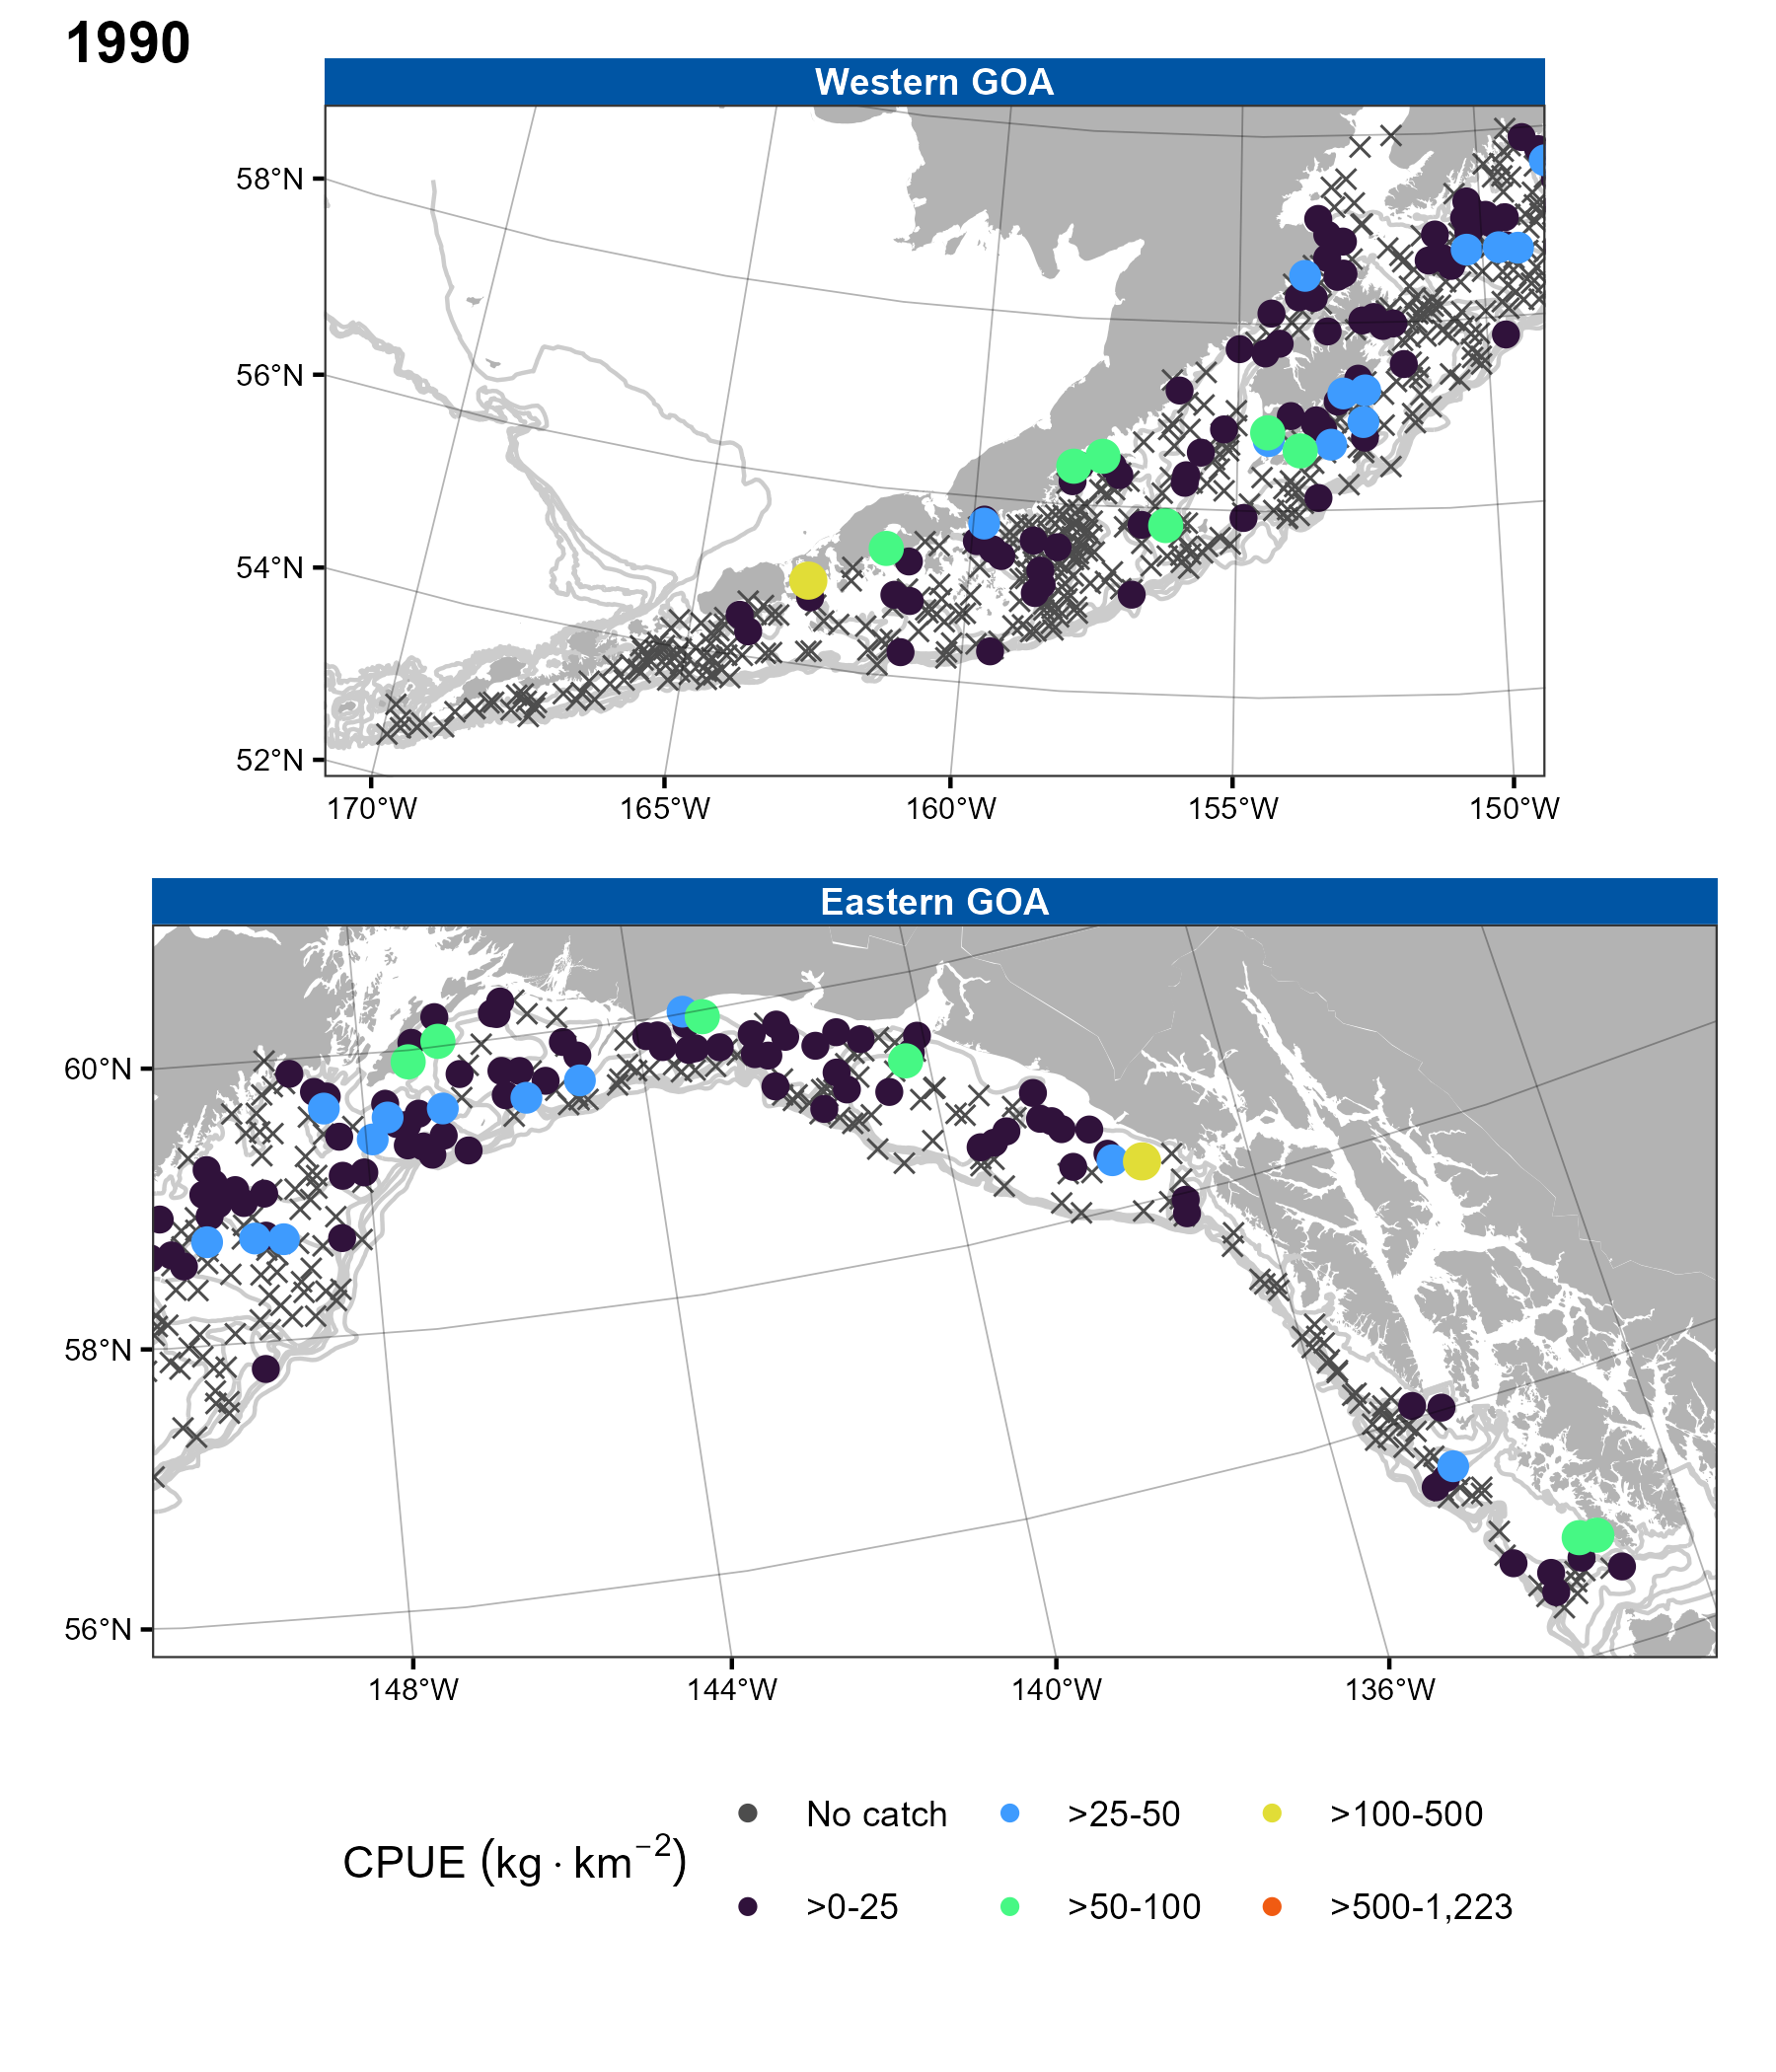 1990
Western GOA
58°N
56°N
54°N
52°N
170°W 165°W 160°W 155°W 150°W
Eastern GOA
60°N
58°N
56°N
148°W 144°W 140°W 136°W
CPUE (kg · km⁻²)
No catch >25-50 >100-500
>0-25 >50-100 >500-1,223